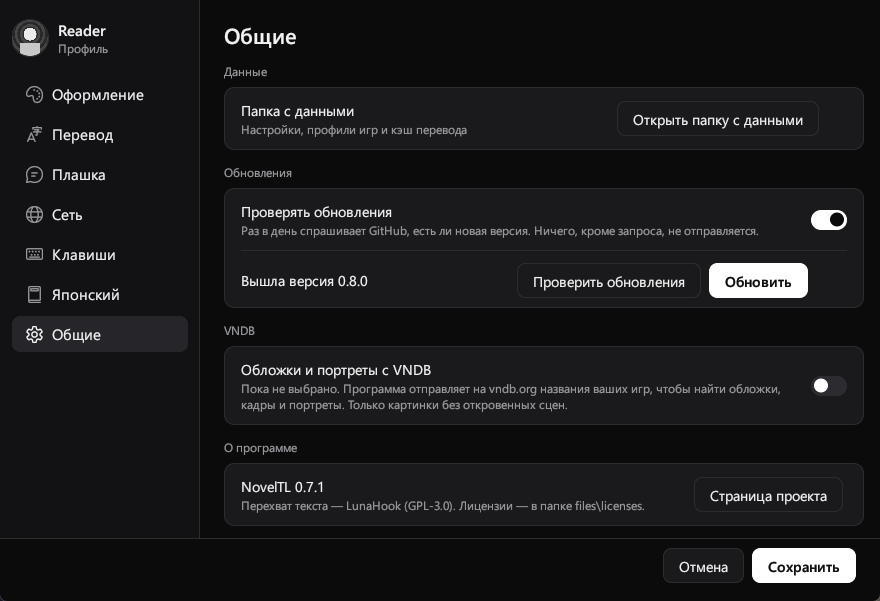 Reader
Профиль
Оформление
Перевод
Плашка
Сеть
Клавиши
Японский
Общие
Общие
Данные
Папка с данными
Настройки, профили игр и кэш перевода
Открыть папку с данными
Обновления
Проверять обновления
Раз в день спрашивает GitHub, есть ли новая версия. Ничего, кроме запроса, не отправляется.
Вышла версия 0.8.0
Проверить обновления
Обновить
VNDB
Обложки и портреты с VNDB
Пока не выбрано. Программа отправляет на vndb.org названия ваших игр, чтобы найти обложки,
кадры и портреты. Только картинки без откровенных сцен.
О программе
NovelTL 0.7.1
Перехват текста — LunaHook (GPL-3.0). Лицензии — в папке files\licenses.
Страница проекта
Отмена
Сохранить